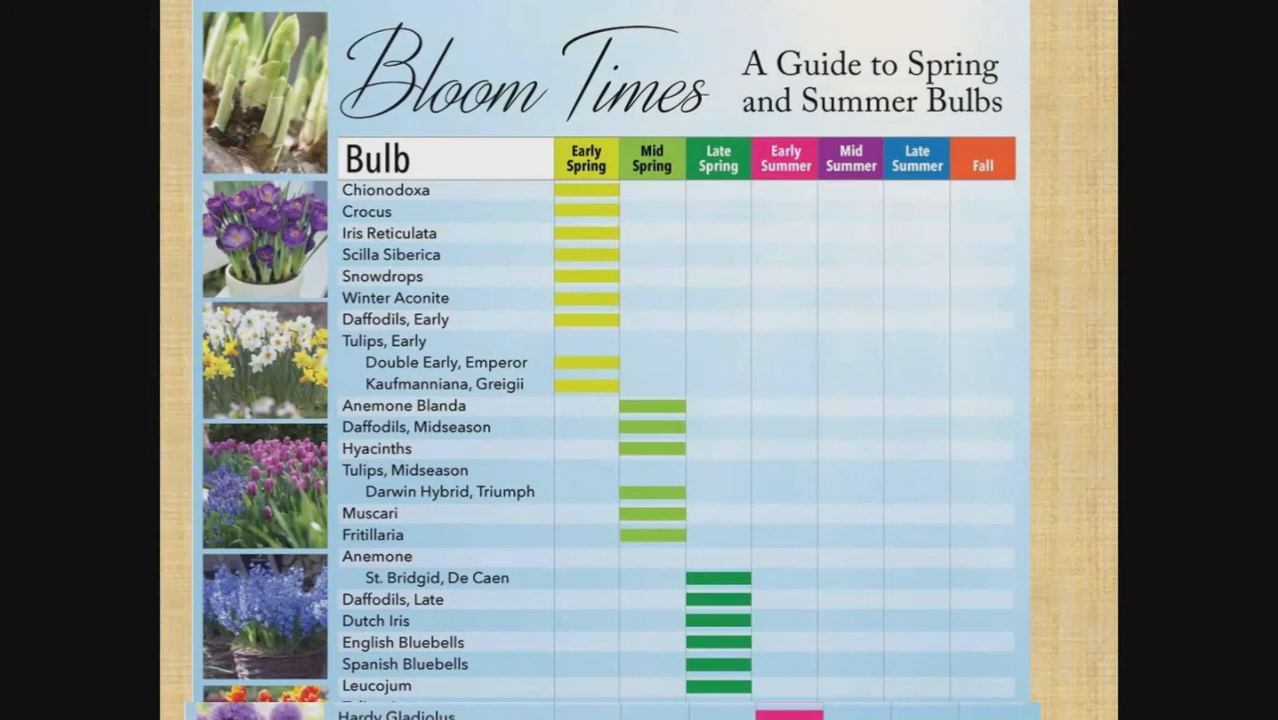 Bloom Times
A Guide to Spring
and Summer Bulbs
Bulb
Early Spring
Mid Spring
Late Spring
Early Summer
Mid Summer
Late Summer
Fall
Chionodoxa
Crocus
Iris Reticulata
Scilla Siberica
Snowdrops
Winter Aconite
Daffodils, Early
Tulips, Early
Double Early, Emperor
Kaufmanniana, Greigii
Anemone Blanda
Daffodils, Midseason
Hyacinths
Tulips, Midseason
Darwin Hybrid, Triumph
Muscari
Fritillaria
Anemone
St. Bridgid, De Caen
Daffodils, Late
Dutch Iris
English Bluebells
Spanish Bluebells
Leucojum
Hardy Gladiolus